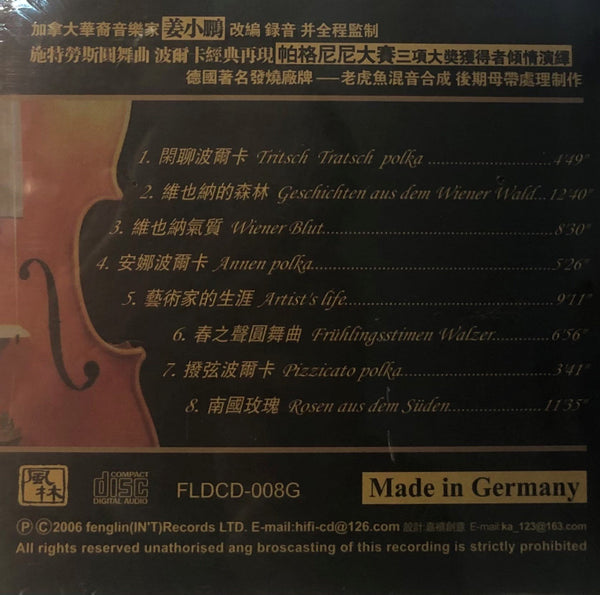 加拿大華裔音樂家 姜小鵬 改編 録音 并全程監制
施特勞斯圓舞曲 波爾卡經典再現 帕格尼尼大賽三項大獎獲得者傾情演繹
德國著名發燒廠牌 ──老虎魚混音合成 後期母帶處理制作
1. 閑聊波爾卡 Tritsch Tratsch polka ........................4'49"
2. 維也納的森林 Geschichten aus dem Wiener Wald...12'40"
3. 維也納氣質 Wiener Blut.............................................8'30"
4. 安娜波爾卡 Annen polka..............................................5'26"
5. 藝術家的生涯 Artist's life........................................9'11"
6. 春之聲圓舞曲 Frühlingsstimen Walzer............6'56"
7. 撥弦波爾卡 Pizzicato polka..............................3'41"
8. 南國玫瑰 Rosen aus dem Süden......................11'35"
風林
COMPACT
disc
DIGITAL AUDIO
FLDCD-008G
Made in Germany
Ⓟ Ⓒ2006 fenglin(IN'T)Records LTD. E-mail:hifi-cd@126.com 設計:嘉禎創意 E-mail:ka_123@163.com
All rights reserved unathorised ang broscasting of this recording is strictly prohibited